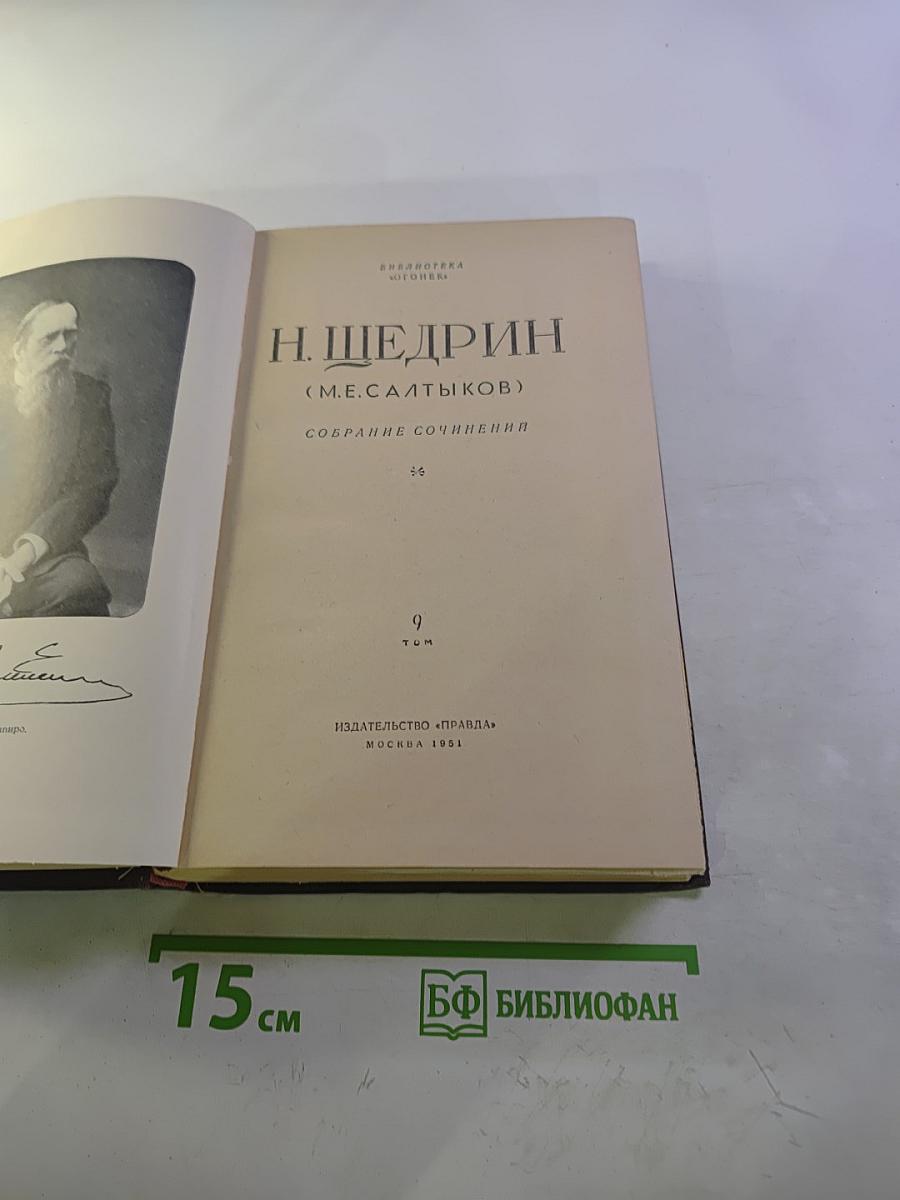 БИБЛИОТЕКА
«ОГОНЕК»
Н. ЩЕДРИН
(М.Е.САЛТЫКОВ)
СОБРАНИЕ СОЧИНЕНИЙ
9
ТОМ
ИЗДАТЕЛЬСТВО «ПРАВДА»
МОСКВА 1951
15 см
БФ БИБЛИОФАН